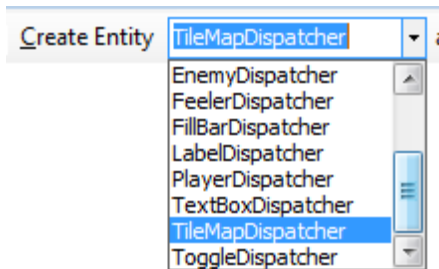 Create Entity TileMapDispatcher
EnemyDispatcher
FeelerDispatcher
FillBarDispatcher
LabelDispatcher
PlayerDispatcher
TextBoxDispatcher
TileMapDispatcher
ToggleDispatcher